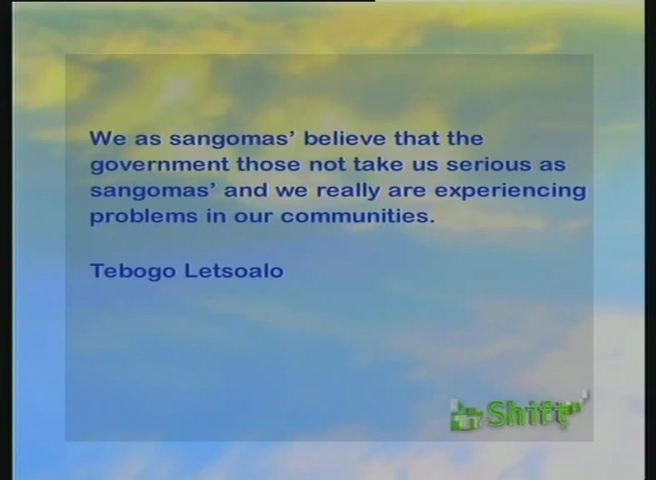 We as sangomas’ believe that the
government those not take us serious as
sangomas’ and we really are experiencing
problems in our communities.
Tebogo Letsoalo
Shift